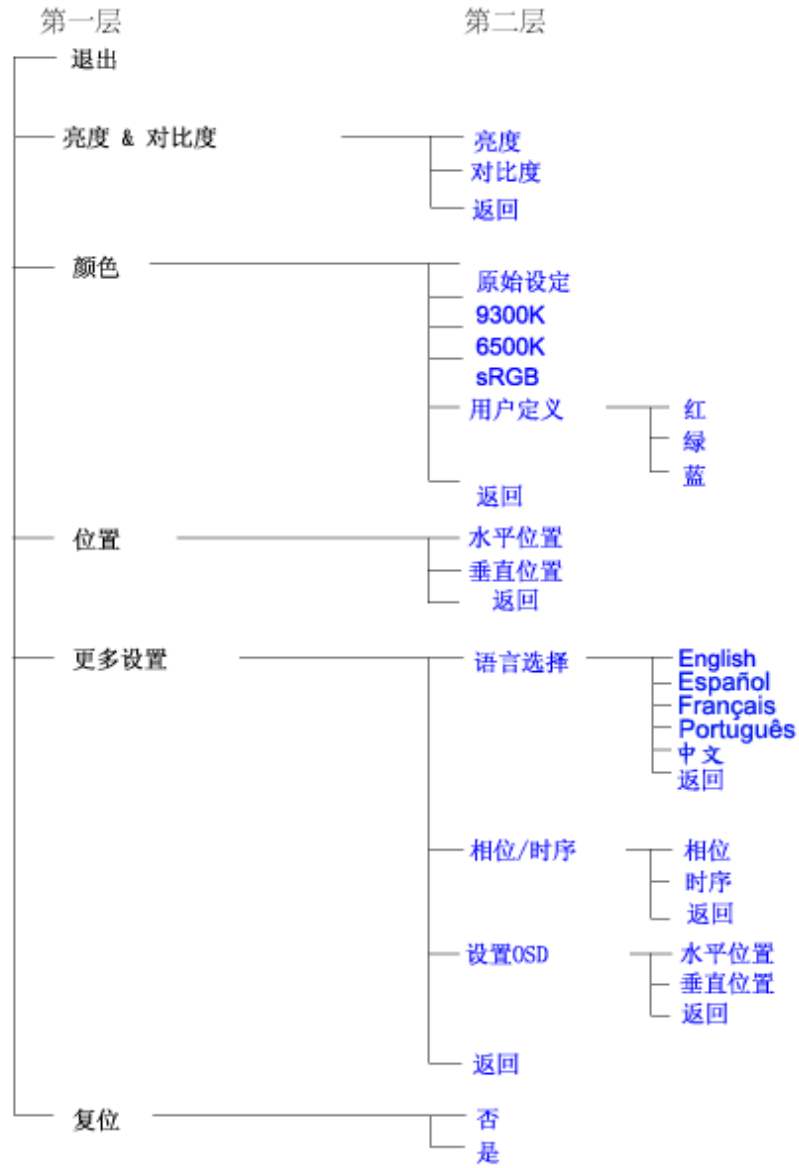 第一层 第二层
退出
亮度 & 对比度 亮度
对比度
返回
颜色
原始设定
9300K
6500K
sRGB
用户定义 红
绿
蓝
返回
位置 水平位置
垂直位置
返回
更多设置 语言选择 English
Español
Français
Português
中文
返回
相位/时序 相位
时序
返回
设置OSD 水平位置
垂直位置
返回
返回
复位 否
是